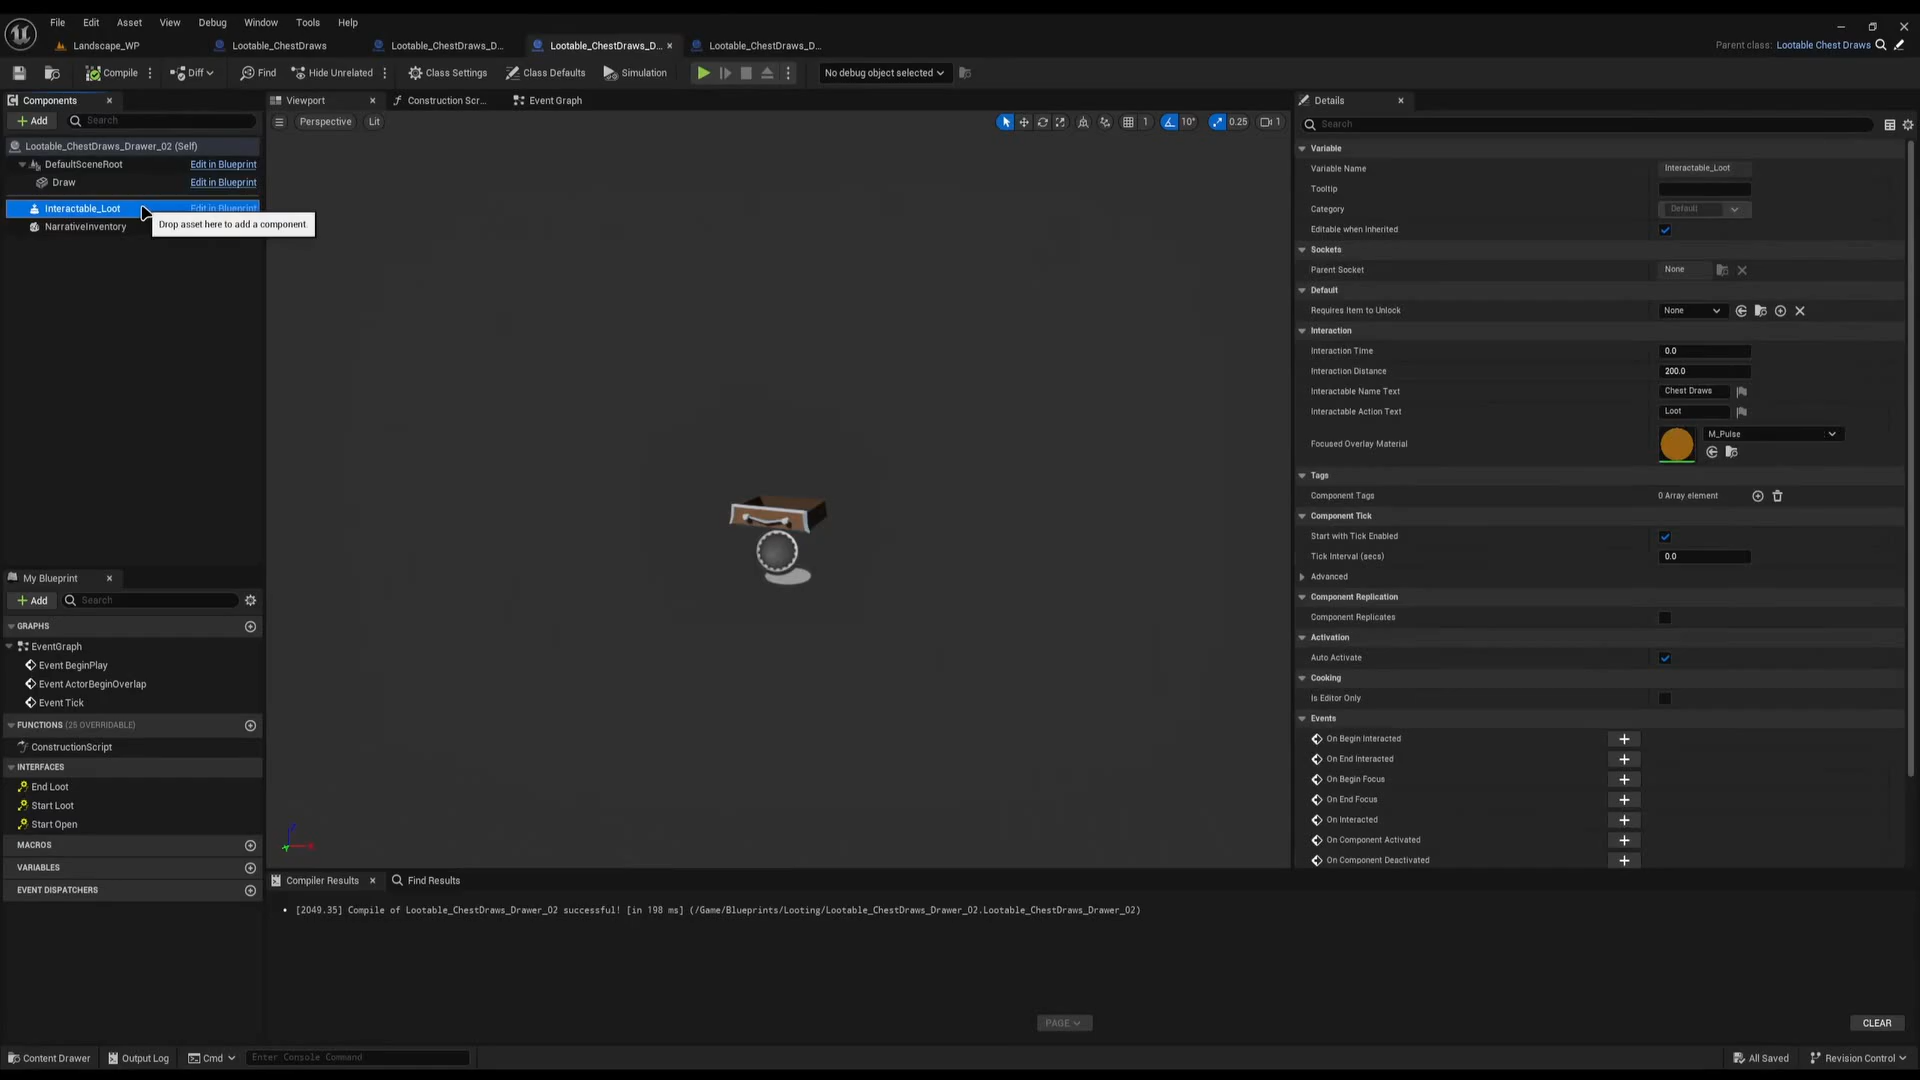 File Edit Asset View Debug Window Tools Help
Landscape_WP Lootable_ChestDraws Lootable_ChestDraws_D... Lootable_ChestDraws_D... Lootable_ChestDraws_D... Parent class: Lootable Chest Draws
Compile Diff Find Hide Unrelated Class Settings Class Defaults Simulation No debug object selected
Components Viewport Construction Scr... Event Graph Details
Add Search Perspective Lit 1 10° 0.25 1 Search
Lootable_ChestDraws_Drawer_02 (Self)
DefaultSceneRoot Edit in Blueprint
Draw Edit in Blueprint
Interactable_Loot Edit in Blueprint
Drop asset here to add a component.
NarrativeInventory
Variable
Variable Name Interactable_Loot
Tooltip
Category Default
Editable when Inherited
Sockets
Parent Socket None
Default
Requires Item to Unlock None
Interaction
Interaction Time 0.0
Interaction Distance 200.0
Interactable Name Text Chest Draws
Interactable Action Text Loot
Focused Overlay Material M_Pulse
Tags
Component Tags 0 Array element
Component Tick
Start with Tick Enabled
Tick Interval (secs) 0.0
Advanced
Component Replication
Component Replicates
Activation
Auto Activate
Cooking
Is Editor Only
Events
On Begin Interacted
On End Interacted
On Begin Focus
On End Focus
On Interacted
On Component Activated
On Component Deactivated
My Blueprint
Add Search
GRAPHS
EventGraph
Event BeginPlay
Event ActorBeginOverlap
Event Tick
FUNCTIONS (25 OVERRIDABLE)
ConstructionScript
INTERFACES
End Loot
Start Loot
Start Open
MACROS
VARIABLES
EVENT DISPATCHERS
Compiler Results Find Results
[2049.35] Compile of Lootable_ChestDraws_Drawer_02 successful! [in 198 ms] (/Game/Blueprints/Looting/Lootable_ChestDraws_Drawer_02.Lootable_ChestDraws_Drawer_02)
PAGE CLEAR
Content Drawer Output Log Cmd Enter Console Command All Saved Revision Control